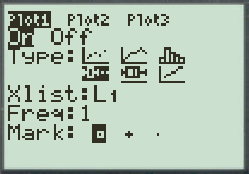 Plot1 Plot2 Plot3
On Off
Type:
Xlist:L1
Freq:1
Mark: